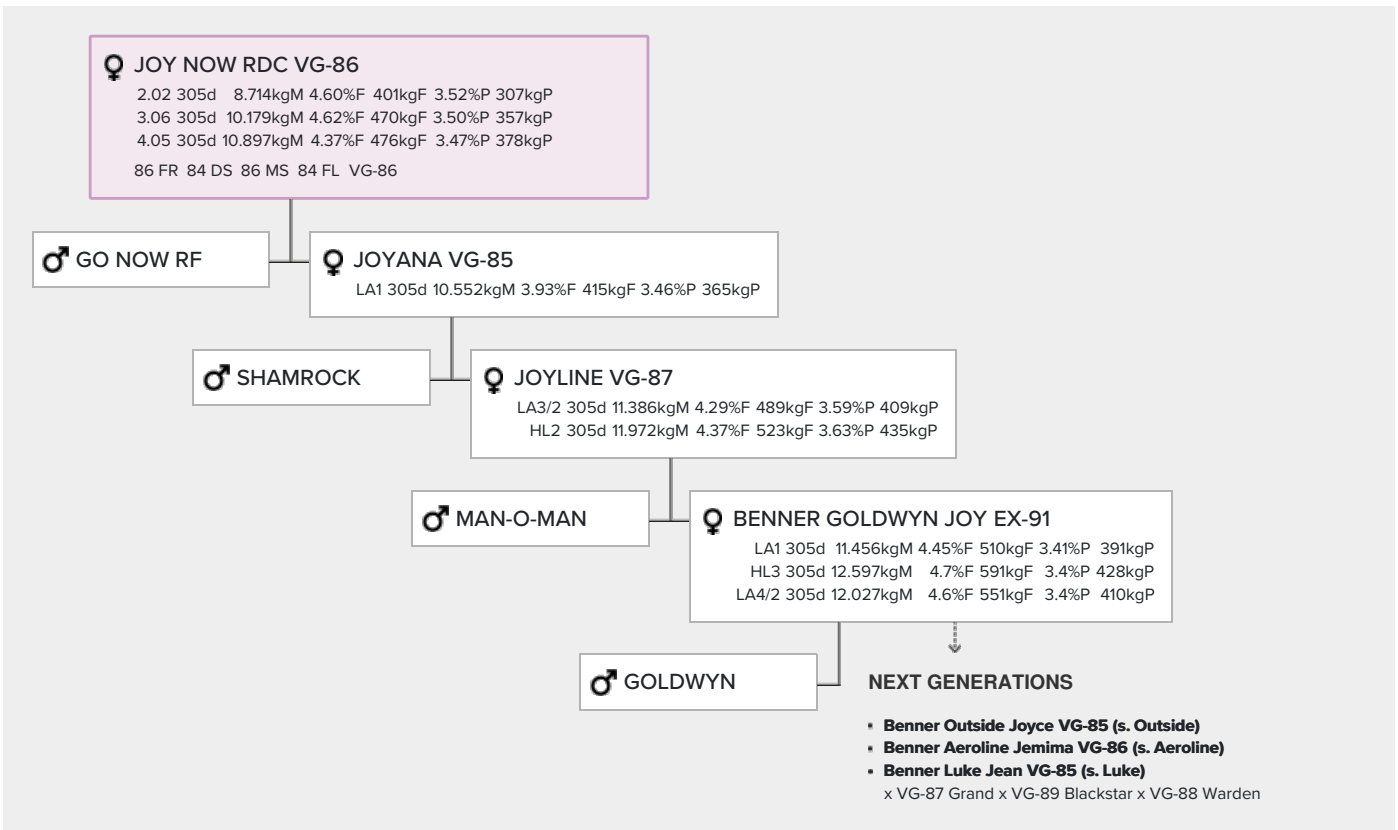 JOY NOW RDC VG-86
2.02 305d 8.714kgM 4.60%F 401kgF 3.52%P 307kgP
3.06 305d 10.179kgM 4.62%F 470kgF 3.50%P 357kgP
4.05 305d 10.897kgM 4.37%F 476kgF 3.47%P 378kgP
86 FR 84 DS 86 MS 84 FL VG-86
GO NOW RF
JOYANA VG-85
LA1 305d 10.552kgM 3.93%F 415kgF 3.46%P 365kgP
SHAMROCK
JOYLINE VG-87
LA3/2 305d 11.386kgM 4.29%F 489kgF 3.59%P 409kgP
HL2 305d 11.972kgM 4.37%F 523kgF 3.63%P 435kgP
MAN-O-MAN
BENNER GOLDWYN JOY EX-91
LA1 305d 11.456kgM 4.45%F 510kgF 3.41%P 391kgP
HL3 305d 12.597kgM 4.7%F 591kgF 3.4%P 428kgP
LA4/2 305d 12.027kgM 4.6%F 551kgF 3.4%P 410kgP
GOLDWYN
NEXT GENERATIONS
Benner Outside Joyce VG-85 (s. Outside)
Benner Aeroline Jemima VG-86 (s. Aeroline)
Benner Luke Jean VG-85 (s. Luke)
x VG-87 Grand x VG-89 Blackstar x VG-88 Warden